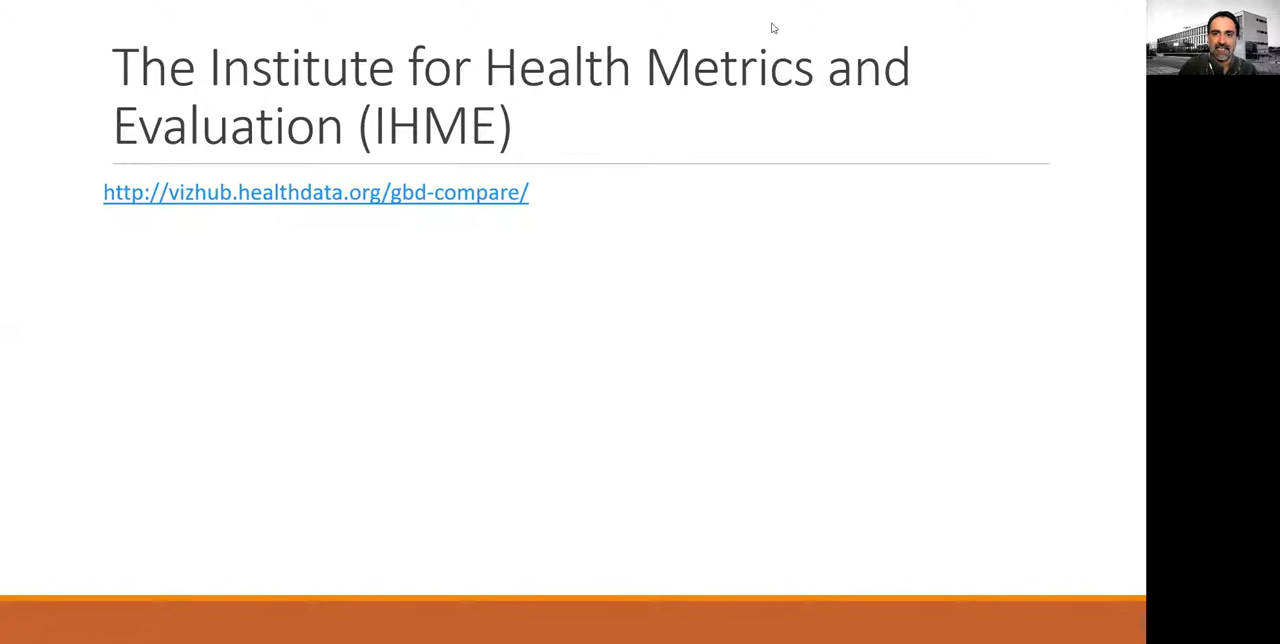 The Institute for Health Metrics and
Evaluation (IHME)
http://vizhub.healthdata.org/gbd-compare/